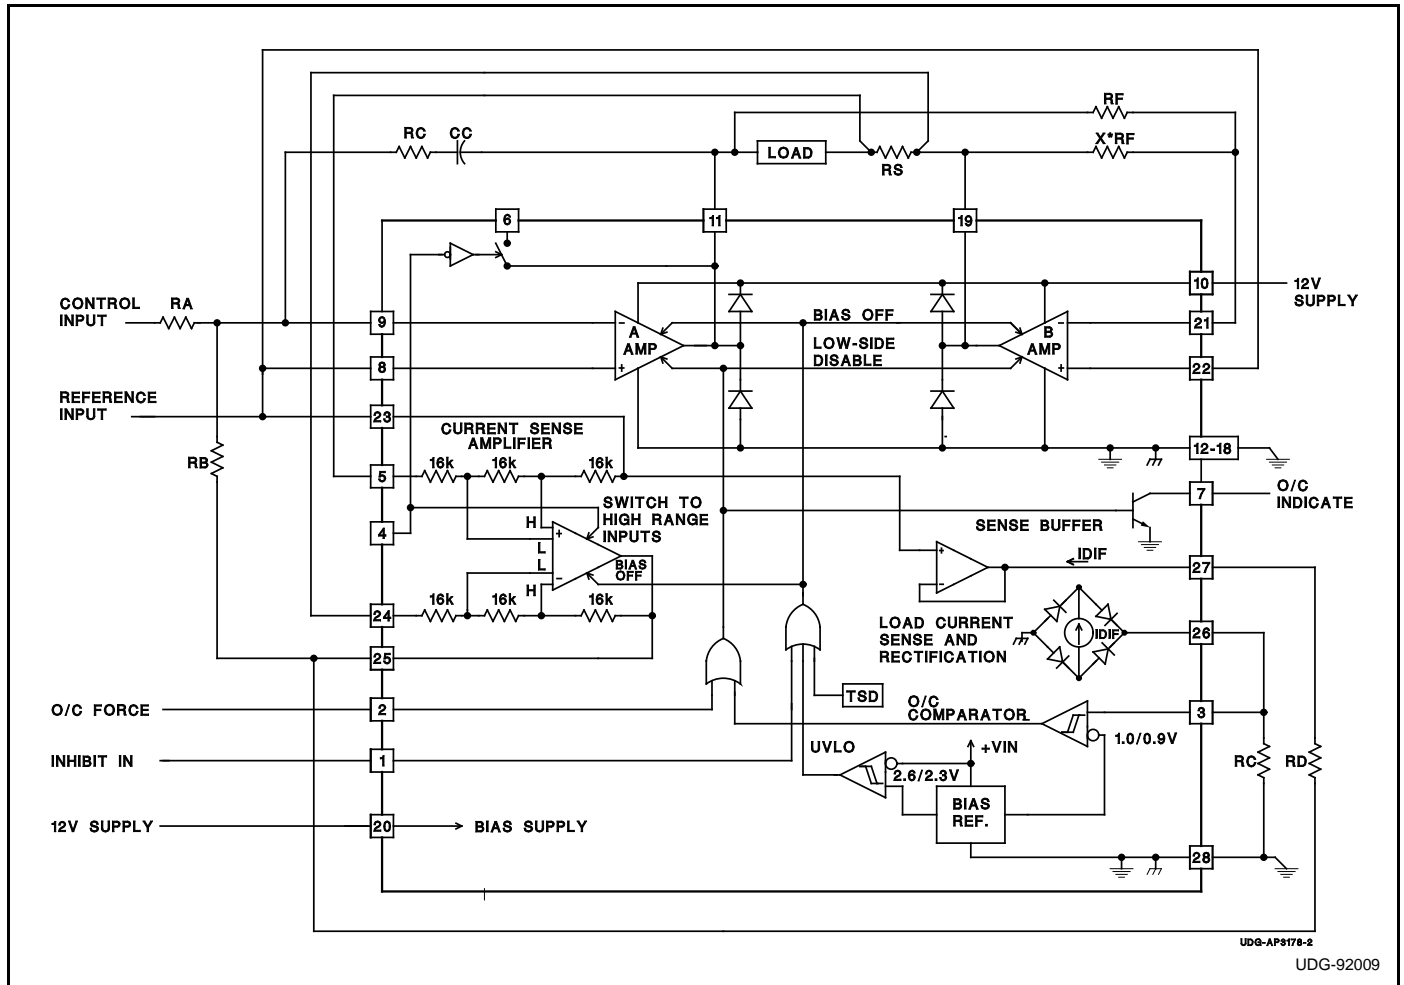 RF
RC CC
LOAD
X*RF
RS
6
11
19
CONTROL
INPUT
RA
9
A
AMP
-
+
BIAS OFF
LOW-SIDE
DISABLE
B
AMP
-
+
10
12V
SUPPLY
21
8
22
REFERENCE
INPUT
23
CURRENT SENSE
AMPLIFIER
RB
5
16k
16k
16k
12-18
7
O/C
INDICATE
SWITCH TO
HIGH RANGE
INPUTS
SENSE BUFFER
4
H
L
L
H
+
-
BIAS
OFF
+
-
IDIF
27
24
16k
16k
16k
LOAD CURRENT
SENSE AND
RECTIFICATION
IDIF
26
25
TSD
O/C FORCE
2
O/C
COMPARATOR
3
1.0/0.9V
INHIBIT IN
1
UVLO
+VIN
2.6/2.3V
RC
RD
12V SUPPLY
20
BIAS SUPPLY
BIAS
REF.
28
UDG-AP3176-2
UDG-92009